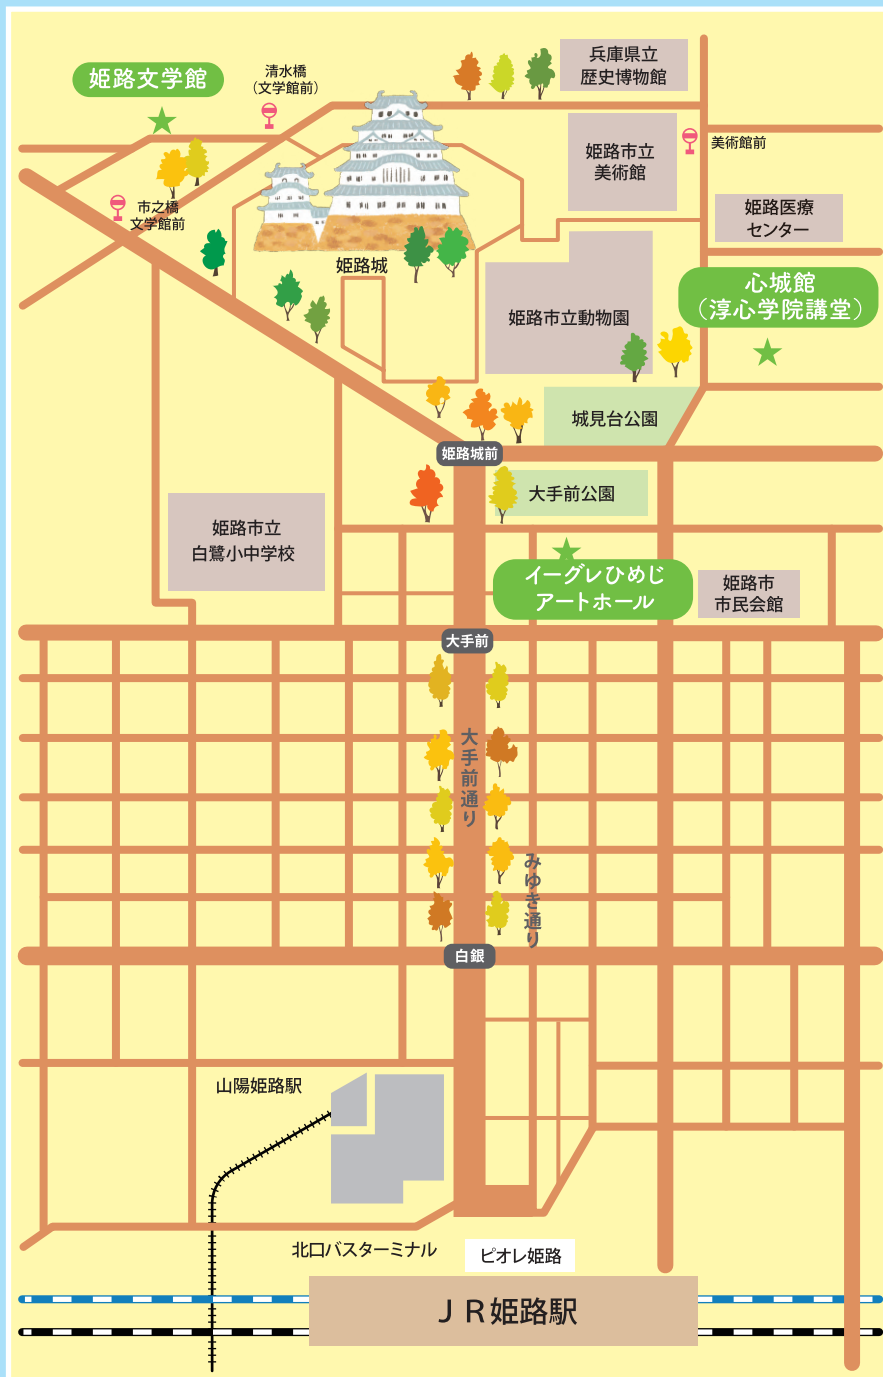 姫路文学館
清水橋
（文学館前）
兵庫県立
歴史博物館
姫路市立
美術館
美術館前
市之橋
文学館前
姫路医療
センター
姫路城
心城館
（淳心学院講堂）
姫路市立動物園
城見台公園
姫路城前
大手前公園
姫路市立
白鷺小中学校
イーグレひめじ
アートホール
姫路市
市民会館
大手前
大手前通り
みゆき通り
白銀
山陽姫路駅
北口バスターミナル
ピオレ姫路
ＪＲ姫路駅